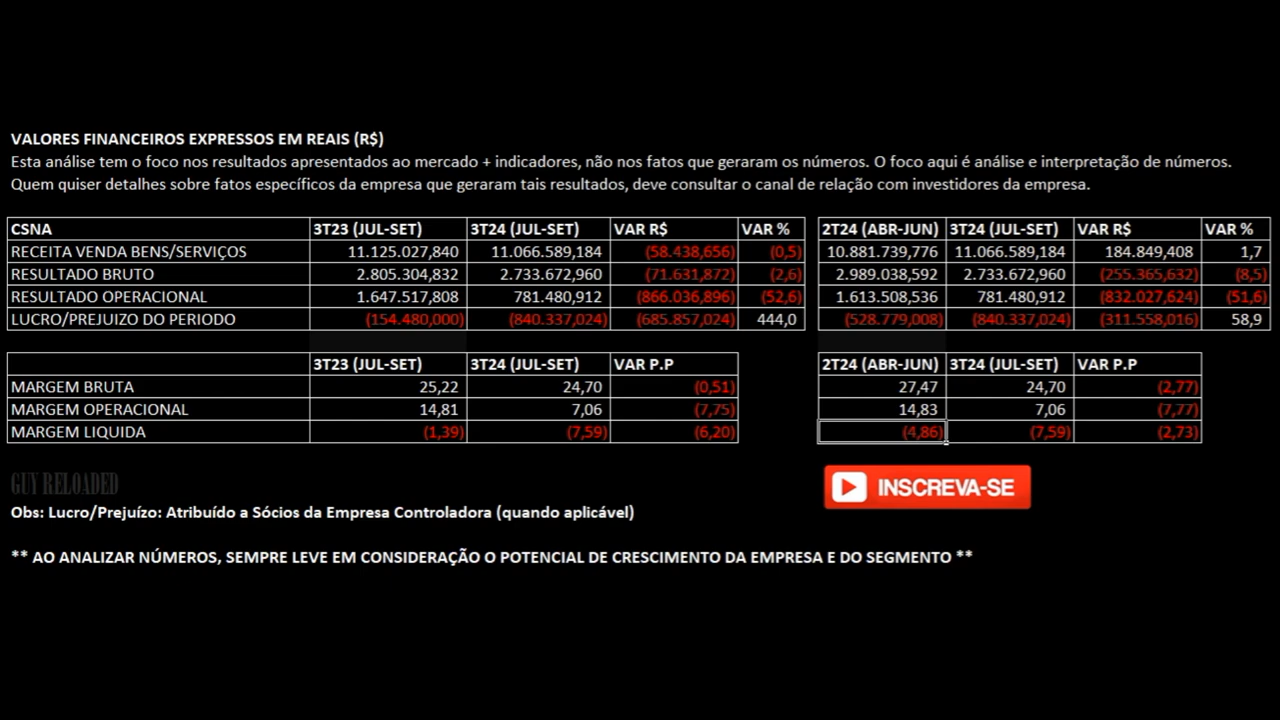 VALORES FINANCEIROS EXPRESSOS EM REAIS (R$)
Esta análise tem o foco nos resultados apresentados ao mercado + indicadores, não nos fatos que geraram os números. O foco aqui é análise e interpretação de números.
Quem quiser detalhes sobre fatos específicos da empresa que geraram tais resultados, deve consultar o canal de relação com investidores da empresa.
CSNA 3T23 (JUL-SET) 3T24 (JUL-SET) VAR R$ VAR % 2T24 (ABR-JUN) 3T24 (JUL-SET) VAR R$ VAR %
RECEITA VENDA BENS/SERVIÇOS 11.125.027,840 11.066.589,184 (58.438,656) (0,5) 10.881.739,776 11.066.589,184 184.849,408 1,7
RESULTADO BRUTO 2.805.304,832 2.733.672,960 (71.631,872) (2,6) 2.989.038,592 2.733.672,960 (255.365,632) (8,5)
RESULTADO OPERACIONAL 1.647.517,808 781.480,912 (866.036,896) (52,6) 1.613.508,536 781.480,912 (832.027,624) (51,6)
LUCRO/PREJUIZO DO PERIODO (154.480,000) (840.337,024) (685.857,024) 444,0 (528.779,008) (840.337,024) (311.558,016) 58,9
3T23 (JUL-SET) 3T24 (JUL-SET) VAR P.P 2T24 (ABR-JUN) 3T24 (JUL-SET) VAR P.P
MARGEM BRUTA 25,22 24,70 (0,51) 27,47 24,70 (2,77)
MARGEM OPERACIONAL 14,81 7,06 (7,75) 14,83 7,06 (7,77)
MARGEM LIQUIDA (1,39) (7,59) (6,20) (4,86) (7,59) (2,73)
GUY RELOADED
INSCREVA-SE
Obs: Lucro/Prejuízo: Atribuído a Sócios da Empresa Controladora (quando aplicável)
** AO ANALIZAR NÚMEROS, SEMPRE LEVE EM CONSIDERAÇÃO O POTENCIAL DE CRESCIMENTO DA EMPRESA E DO SEGMENTO **